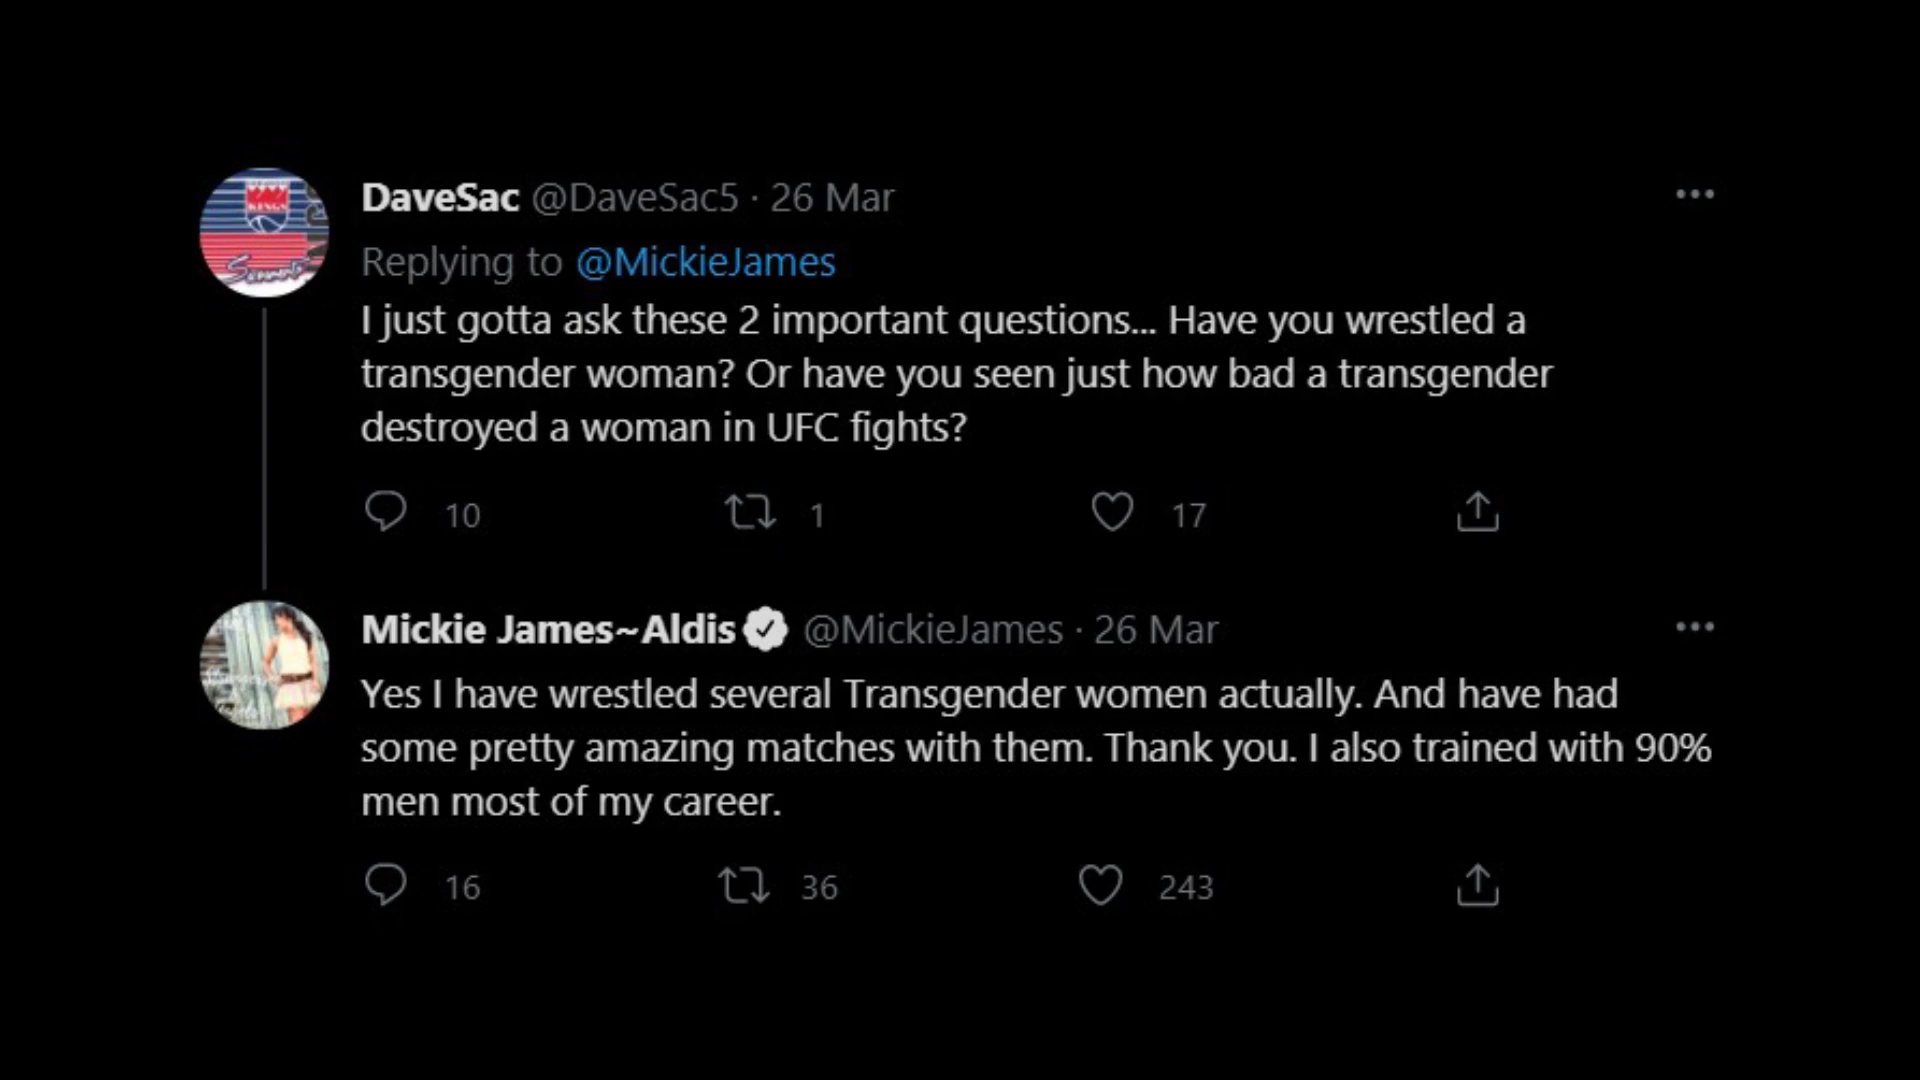 DaveSac @DaveSac5 · 26 Mar
Replying to @MickieJames
I just gotta ask these 2 important questions... Have you wrestled a
transgender woman? Or have you seen just how bad a transgender
destroyed a woman in UFC fights?
10 1 17
Mickie James~Aldis @MickieJames · 26 Mar
Yes I have wrestled several Transgender women actually. And have had
some pretty amazing matches with them. Thank you. I also trained with 90%
men most of my career.
16 36 243